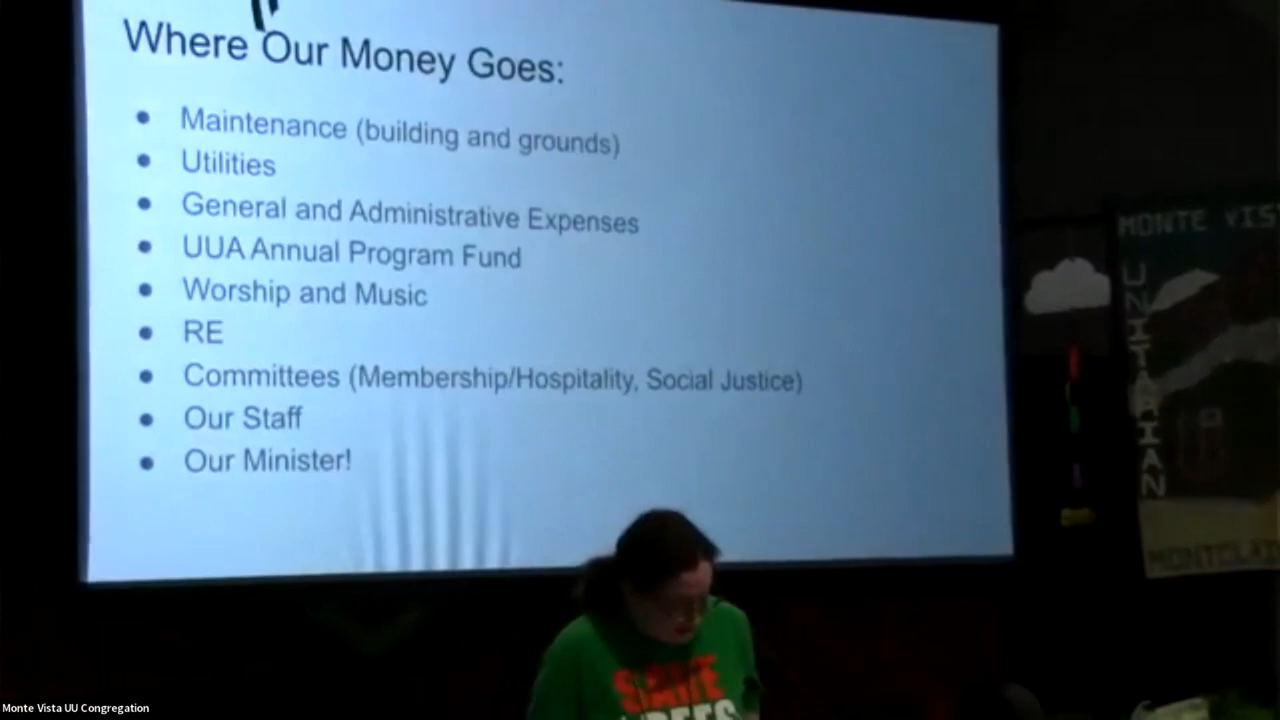 Where Our Money Goes:
● Maintenance (building and grounds)
● Utilities
● General and Administrative Expenses
● UUA Annual Program Fund
● Worship and Music
● RE
● Committees (Membership/Hospitality, Social Justice)
● Our Staff
● Our Minister!
MONTE VIS
UNITARIAN
MONTCLAI
Monte Vista UU Congregation